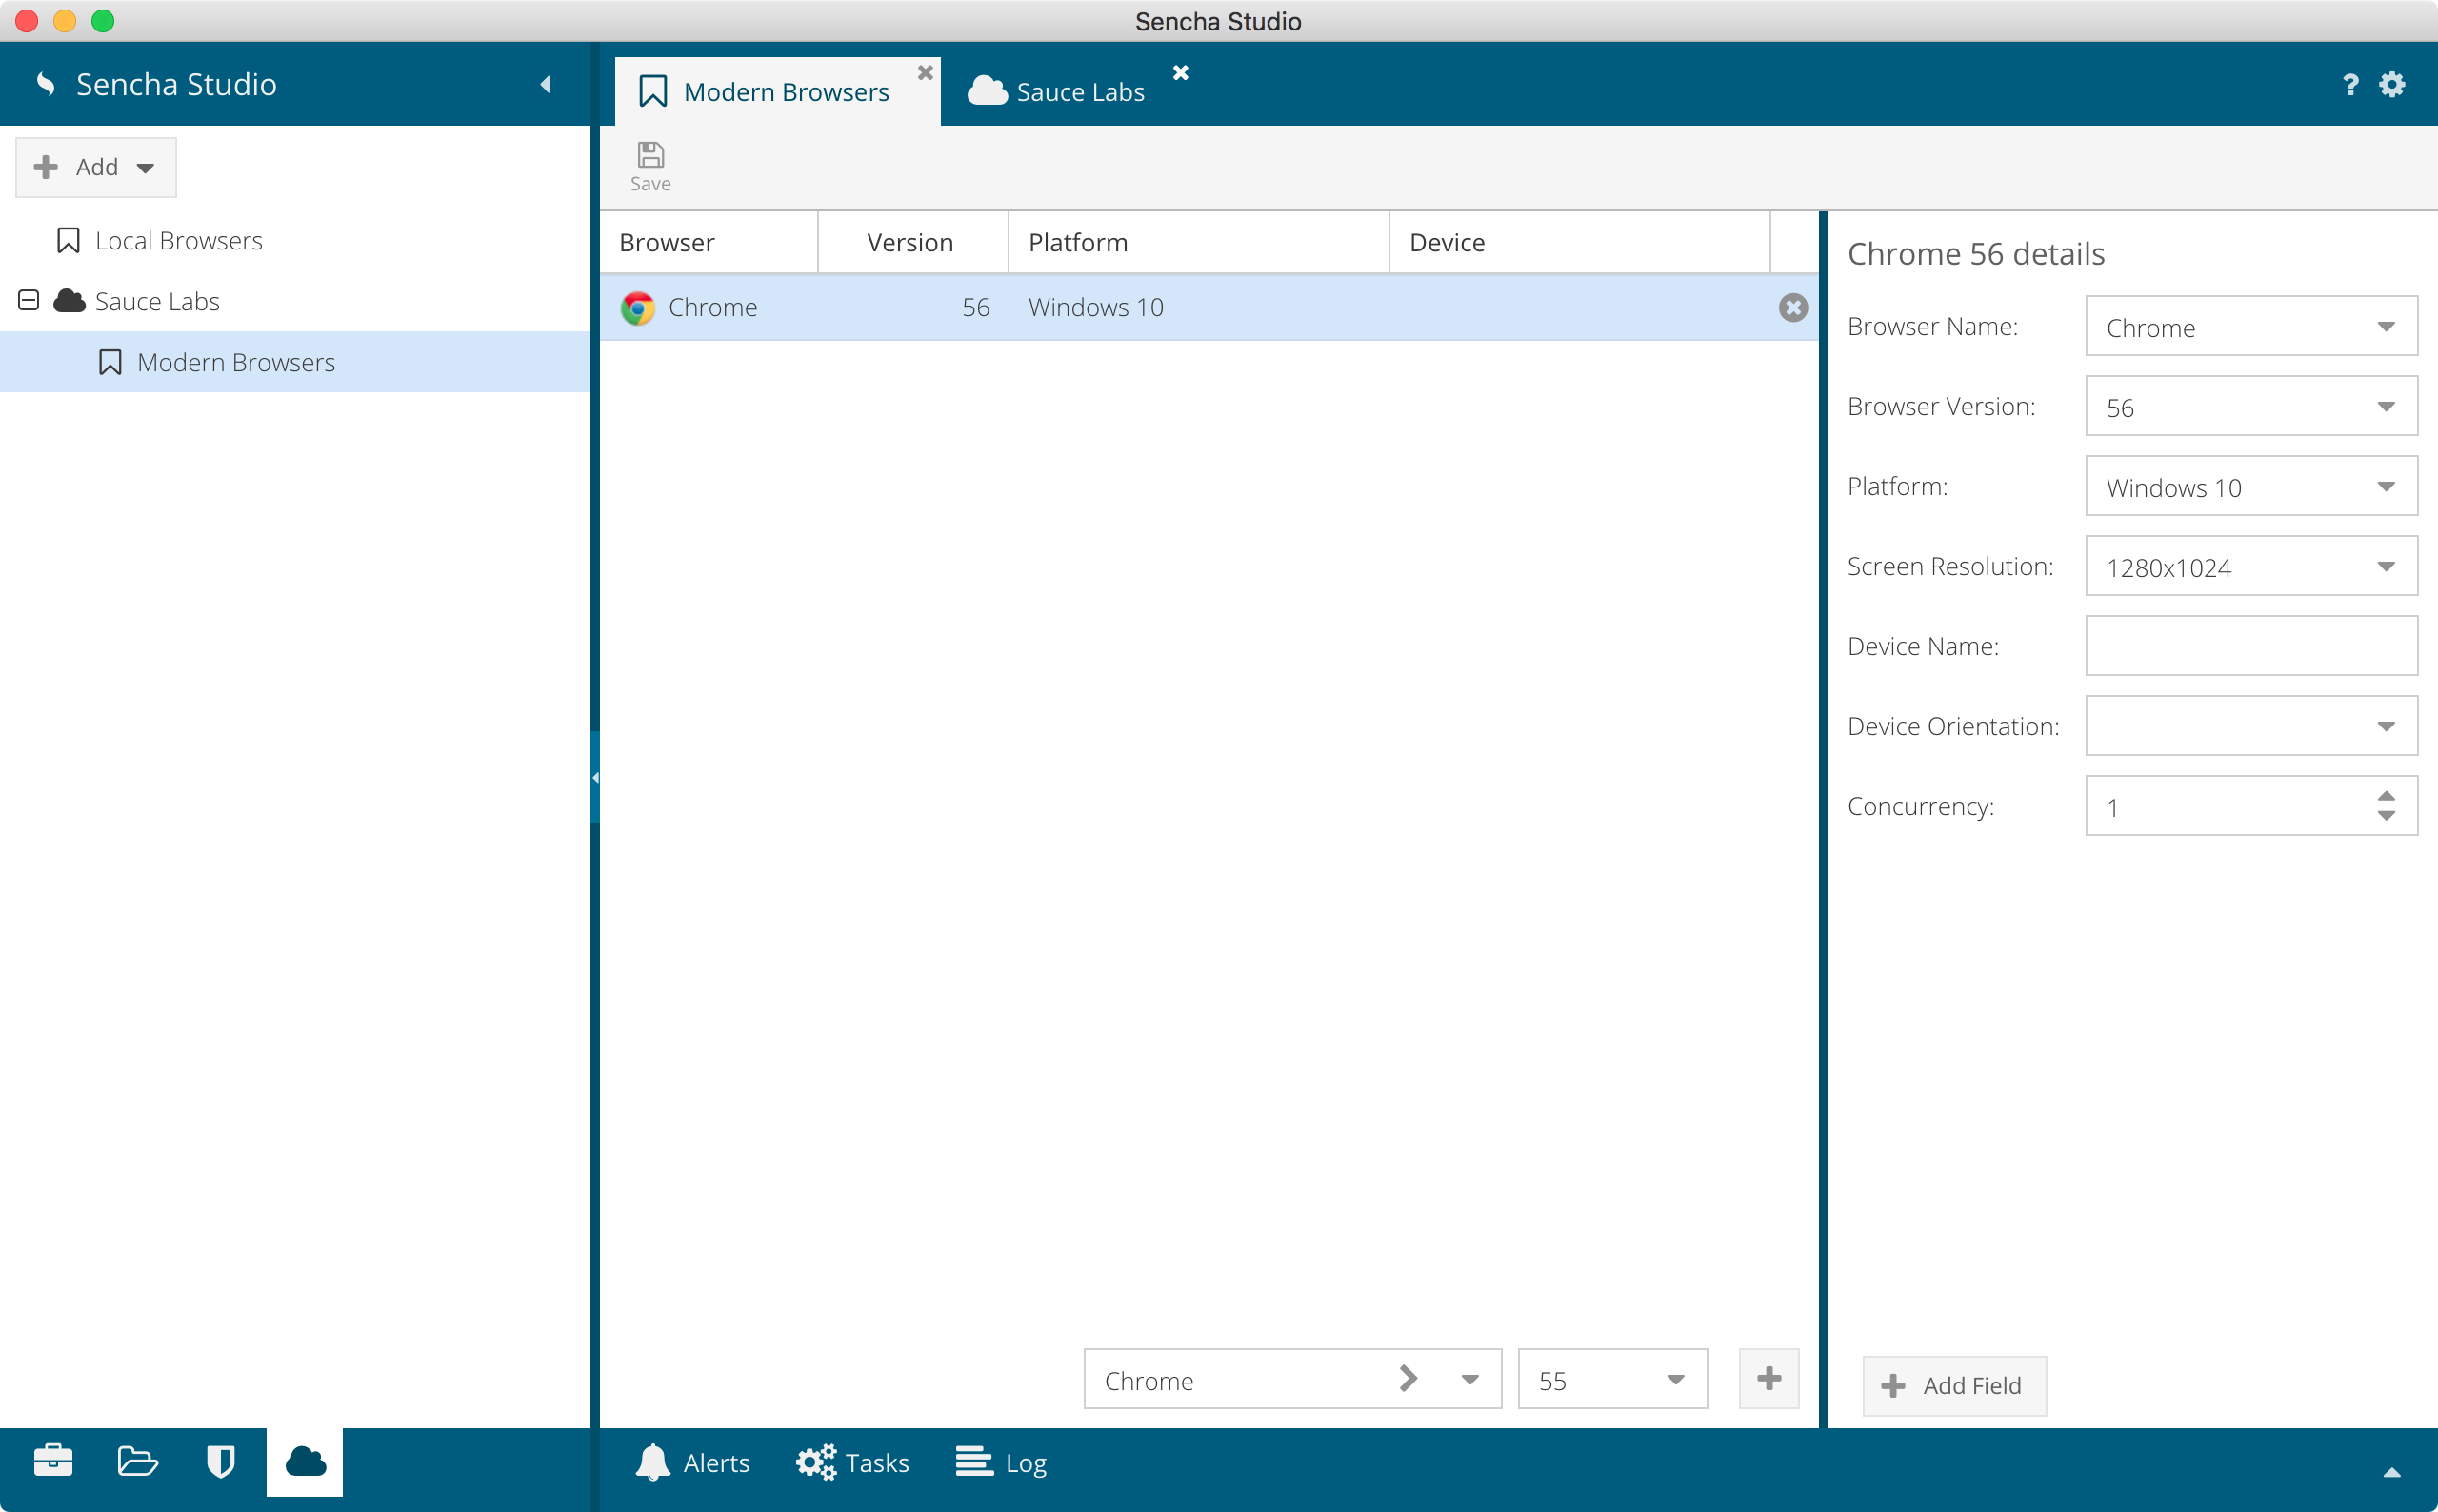 Sencha Studio
Sencha Studio
Modern Browsers
Sauce Labs
?
Add
Save
Local Browsers
Sauce Labs
Modern Browsers
Browser Version Platform Device
Chrome 56 Windows 10
Chrome 56 details
Browser Name: Chrome
Browser Version: 56
Platform: Windows 10
Screen Resolution: 1280x1024
Device Name:
Device Orientation:
Concurrency: 1
Chrome 55
Add Field
Alerts Tasks Log